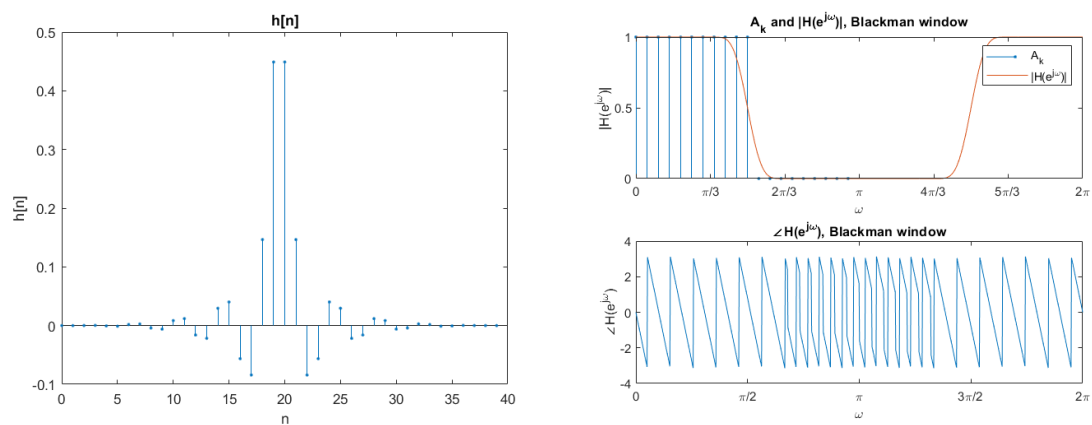 h[n]
0.5
0.4
0.3
0.2
0.1
0
-0.1
h[n]
0 5 10 15 20 25 30 35 40
n
A_k and |H(e^{jω})|, Blackman window
1
0.5
0
|H(e^{jω})|
A_k
|H(e^{jω})|
0 π/3 2π/3 π 4π/3 5π/3 2π
ω
∠H(e^{jω}), Blackman window
4
2
0
-2
-4
∠H(e^{jω})
0 π/2 π 3π/2 2π
ω